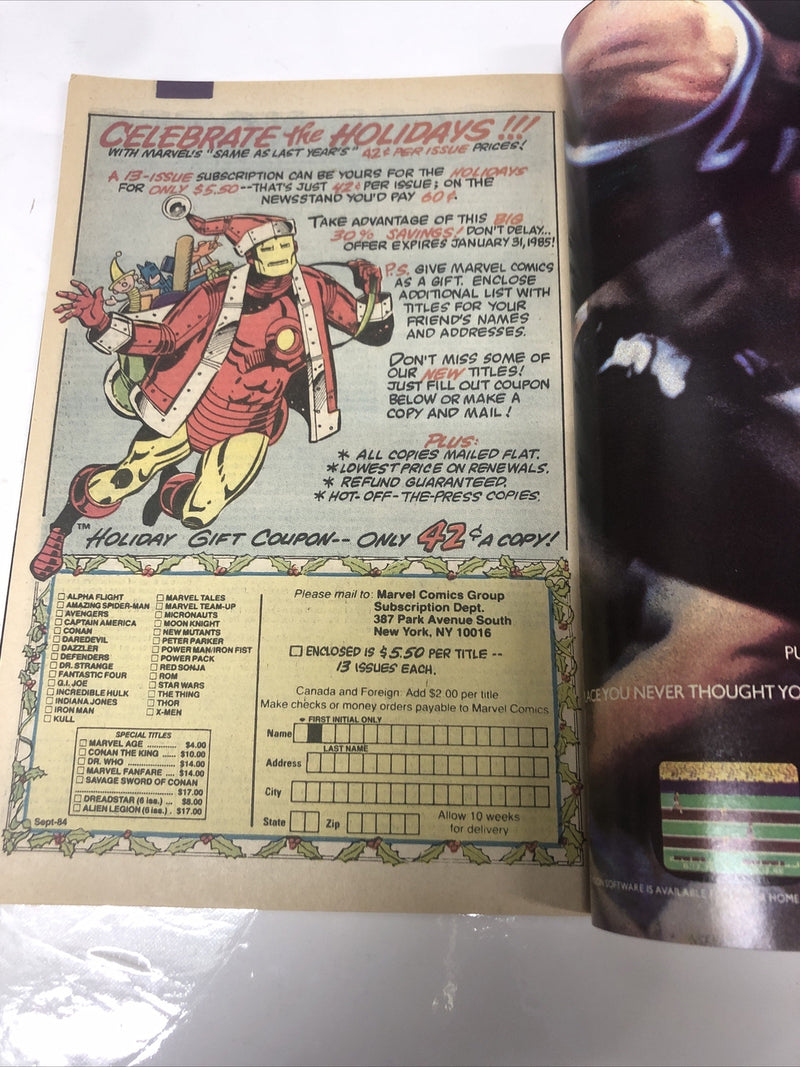 CELEBRATE the HOLIDAYS!!!
WITH MARVEL'S "SAME AS LAST YEAR'S" 42¢ PER ISSUE PRICES!
A 13-ISSUE SUBSCRIPTION CAN BE YOURS FOR THE HOLIDAYS
FOR ONLY $5.50--THAT'S JUST 42¢ PER ISSUE; ON THE
NEWSSTAND YOU'D PAY 60¢.
TAKE ADVANTAGE OF THIS BIG
30% SAVINGS! DON'T DELAY...
OFFER EXPIRES JANUARY 31, 1985!
P.S. GIVE MARVEL COMICS
AS A GIFT. ENCLOSE
ADDITIONAL LIST WITH
TITLES FOR YOUR
FRIEND'S NAMES
AND ADDRESSES.
DON'T MISS SOME OF
OUR NEW TITLES!
JUST FILL OUT COUPON
BELOW OR MAKE A
COPY AND MAIL!
PLUS:
* ALL COPIES MAILED FLAT.
* LOWEST PRICE ON RENEWALS.
* REFUND GUARANTEED.
* HOT-OFF-THE-PRESS COPIES.
TM
HOLIDAY GIFT COUPON-- ONLY 42¢ A COPY!
ALPHA FLIGHT
AMAZING SPIDER-MAN
AVENGERS
CAPTAIN AMERICA
CONAN
DAREDEVIL
DAZZLER
DEFENDERS
DR. STRANGE
FANTASTIC FOUR
G.I. JOE
INCREDIBLE HULK
INDIANA JONES
IRON MAN
KULL
MARVEL TALES
MARVEL TEAM-UP
MICRONAUTS
MOON KNIGHT
NEW MUTANTS
PETER PARKER
POWER MAN/IRON FIST
POWER PACK
RED SONJA
ROM
STAR WARS
THE THING
THOR
X-MEN
SPECIAL TITLES
MARVEL AGE ............ $4.00
CONAN THE KING ..... $10.00
DR. WHO ................ $14.00
MARVEL FANFARE .... $14.00
SAVAGE SWORD OF CONAN
............................... $17.00
DREADSTAR (6 iss.) ... $8.00
ALIEN LEGION (6 iss.) . $17.00
Sept-84
Please mail to: Marvel Comics Group
Subscription Dept.
387 Park Avenue South
New York, NY 10016
ENCLOSED IS $5.50 PER TITLE --
13 ISSUES EACH.
Canada and Foreign: Add $2.00 per title
Make checks or money orders payable to Marvel Comics
FIRST INITIAL ONLY
Name
LAST NAME
Address
City
State
Zip
Allow 10 weeks
for delivery
PU
ACE YOU NEVER THOUGHT YO
SOFTWARE IS AVAILABLE
HOME